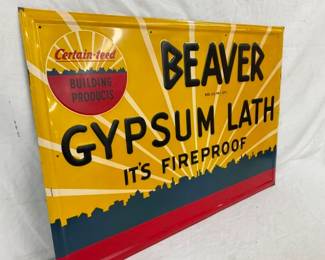 Certain-teed
BUILDING
PRODUCTS
BEAVER
GYPSUM LATH
IT'S FIREPROOF